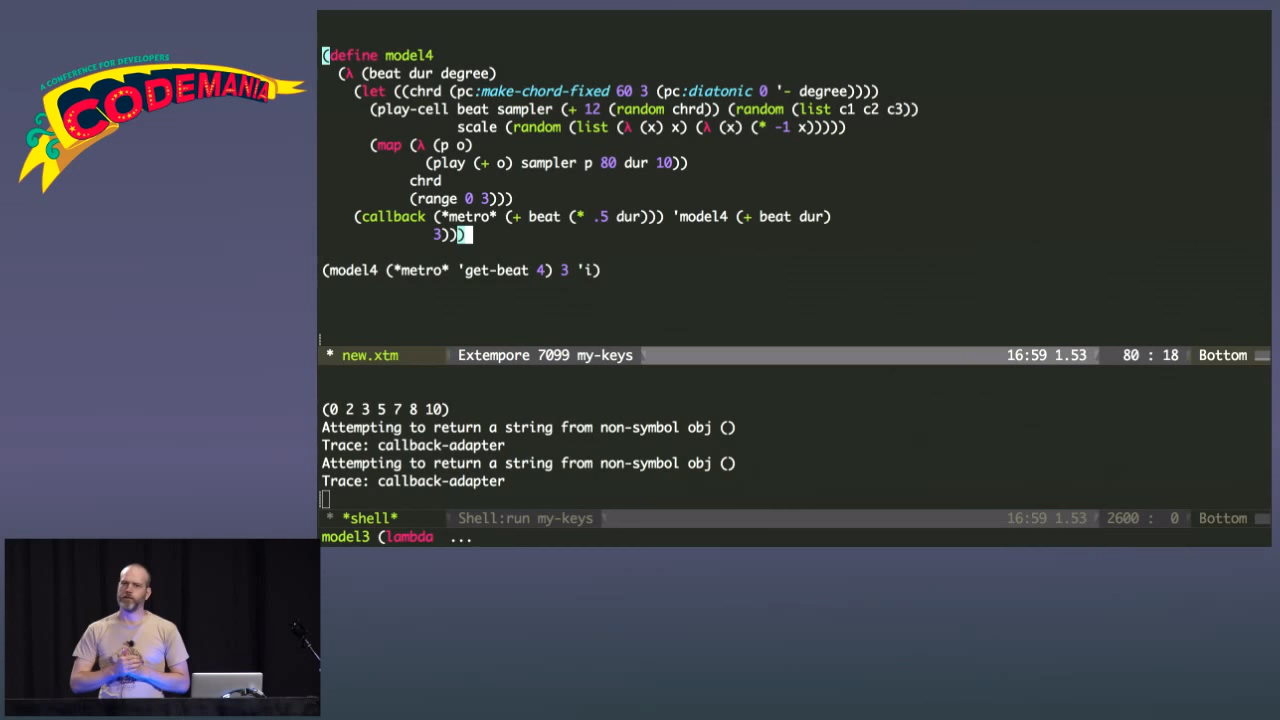 A CONFERENCE FOR DEVELOPERS
CODEMANIA
(define model4
(λ (beat dur degree)
(let ((chrd (pc:make-chord-fixed 60 3 (pc:diatonic 0 '- degree))))
(play-cell beat sampler (+ 12 (random chrd)) (random (list c1 c2 c3))
scale (random (list (λ (x) x) (λ (x) (* -1 x)))))
(map (λ (p o)
(play (+ o) sampler p 80 dur 10))
chrd
(range 0 3)))
(callback (*metro* (+ beat (* .5 dur))) 'model4 (+ beat dur)
3)))
(model4 (*metro* 'get-beat 4) 3 'i)
* new.xtm Extempore 7099 my-keys 16:59 1.53 80 : 18 Bottom
(0 2 3 5 7 8 10)
Attempting to return a string from non-symbol obj ()
Trace: callback-adapter
Attempting to return a string from non-symbol obj ()
Trace: callback-adapter
* *shell* Shell:run my-keys 16:59 1.53 2600 : 0 Bottom
model3 (lambda ...